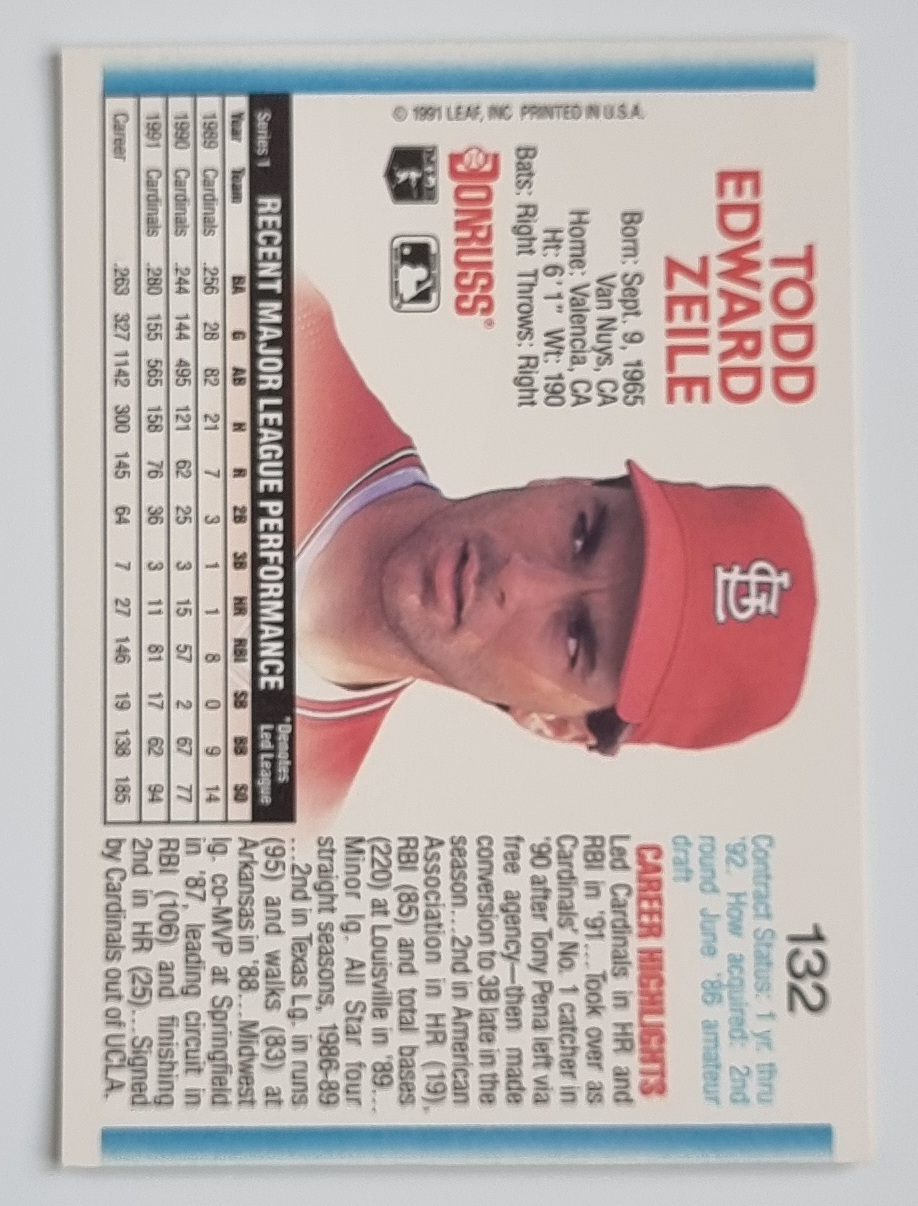 132
TODD
EDWARD
ZEILE
Born: Sept. 9, 1965
Van Nuys, CA
Home: Valencia, CA
Ht: 6'1" Wt: 190
Bats: Right Throws: Right
DONRUSS®
MLBPA
© 1991 LEAF, INC. PRINTED IN U.S.A.
Contract Status: 1 yr. thru
'92. How acquired: 2nd
round June '86 amateur
draft
CAREER HIGHLIGHTS
Led Cardinals in HR and
RBI in '91....Took over as
Cardinals' No. 1 catcher in
'90 after Tony Pena left via
free agency—then made
conversion to 3B late in the
season...2nd in American
Association in HR (19),
RBI (85) and total bases
(220) at Louisville in '89...
Minor lg. All Star four
straight seasons, 1986-89
...2nd in Texas Lg. in runs
(95) and walks (83) at
Arkansas in '88...Midwest
lg. co-MVP at Springfield
in '87, leading circuit in
RBI (106) and finishing
2nd in HR (25)...Signed
by Cardinals out of UCLA.
Series 1 RECENT MAJOR LEAGUE PERFORMANCE *Denotes
Led League
Year Team BA G AB H R 2B 3B HR RBI SB BB SO
1989 Cardinals .256 28 82 21 7 3 1 1 8 0 9 14
1990 Cardinals .244 144 495 121 62 25 3 15 57 2 67 77
1991 Cardinals .280 155 565 158 76 36 3 11 81 17 62 94
Career .263 327 1142 300 145 64 7 27 146 19 138 185
StL